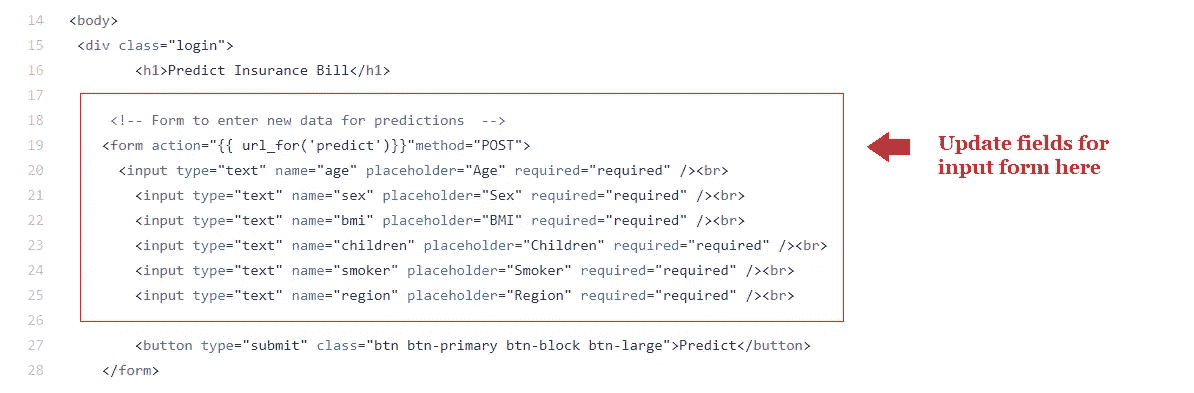 14 <body>
15 <div class="login">
16 <h1>Predict Insurance Bill</h1>
17
18 <!-- Form to enter new data for predictions -->
19 <form action="{{ url_for('predict')}}"method="POST">
20 <input type="text" name="age" placeholder="Age" required="required" /><br>
21 <input type="text" name="sex" placeholder="Sex" required="required" /><br>
22 <input type="text" name="bmi" placeholder="BMI" required="required" /><br>
23 <input type="text" name="children" placeholder="Children" required="required" /><br>
24 <input type="text" name="smoker" placeholder="Smoker" required="required" /><br>
25 <input type="text" name="region" placeholder="Region" required="required" /><br>
26
27 <button type="submit" class="btn btn-primary btn-block btn-large">Predict</button>
28 </form>
Update fields for
input form here